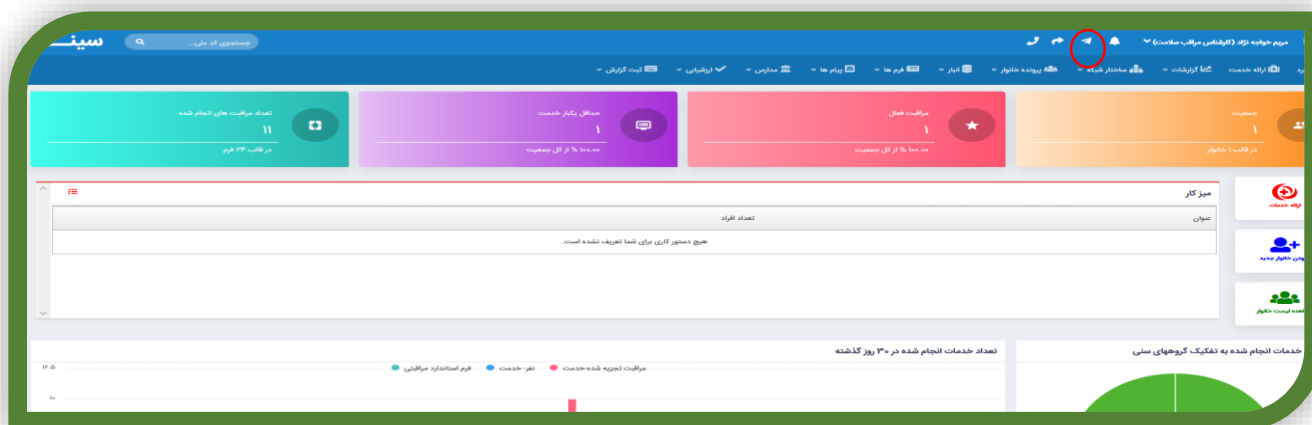 مریم خواجه نژاد (کارشناس مراقب سلامت)
جستجوی کد ملی...
سینـ
ارائه خدمت گزارشات ساختار شبکه پرونده خانوار انبار فرم ها پیام ها مدارس ارزشیابی ثبت گزارش
جمعیت
۱
در قالب ۱ خانوار
مراقبت فعال
۱
۱۰۰.۰۰ % از کل جمعیت
حداقل یکبار خدمت
۱
۱۰۰.۰۰ % از کل جمعیت
تعداد مراقبت های انجام شده
۱۱
در قالب ۲۴ فرم
ارائه خدمات
میز کار
عنوان
تعداد افراد
هیچ دستور کاری برای شما تعریف نشده است.
خانوار جدید
لیست خانوار
خدمات انجام شده به تفکیک گروههای سنی
تعداد خدمات انجام شده در ۳۰ روز گذشته
مراقبت تجزیه شده-خدمت
نفر- خدمت
فرم استاندارد مراقبتی
۱۲.۵
۱۰